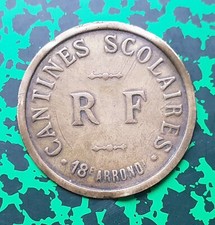 CANTINES SCOLAIRES
R F
18E ARRONDT